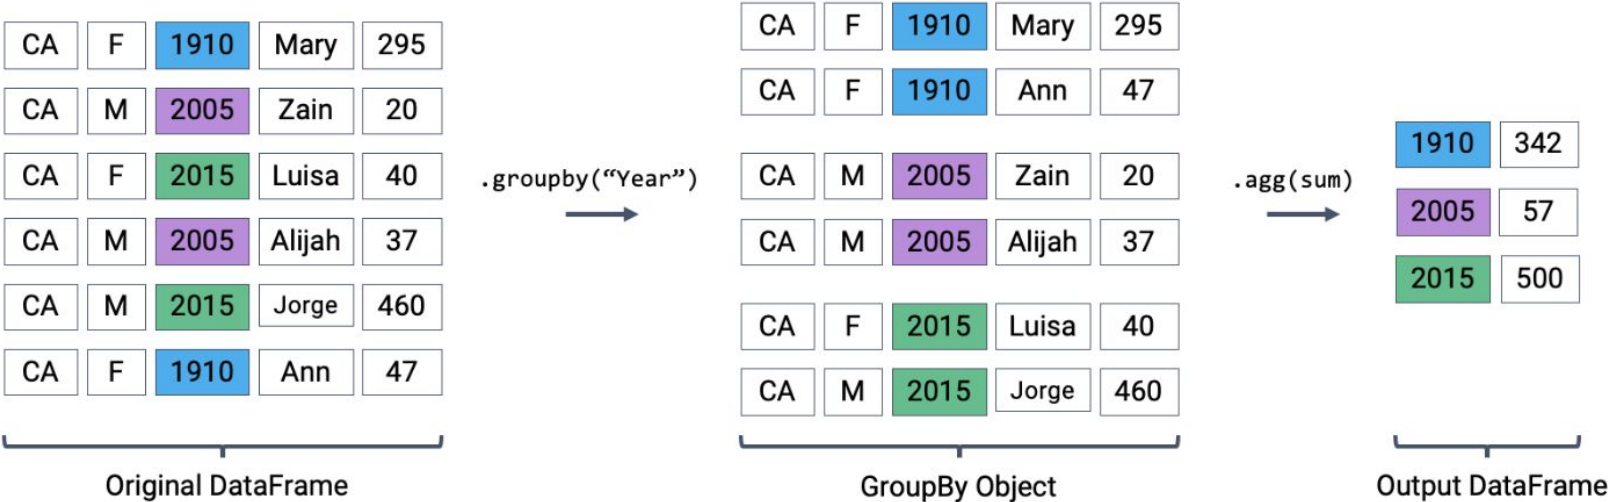 CA F 1910 Mary 295
CA M 2005 Zain 20
CA F 2015 Luisa 40
CA M 2005 Alijah 37
CA M 2015 Jorge 460
CA F 1910 Ann 47
Original DataFrame
.groupby(“Year”)
CA F 1910 Mary 295
CA F 1910 Ann 47
CA M 2005 Zain 20
CA M 2005 Alijah 37
CA F 2015 Luisa 40
CA M 2015 Jorge 460
GroupBy Object
.agg(sum)
1910 342
2005 57
2015 500
Output DataFrame